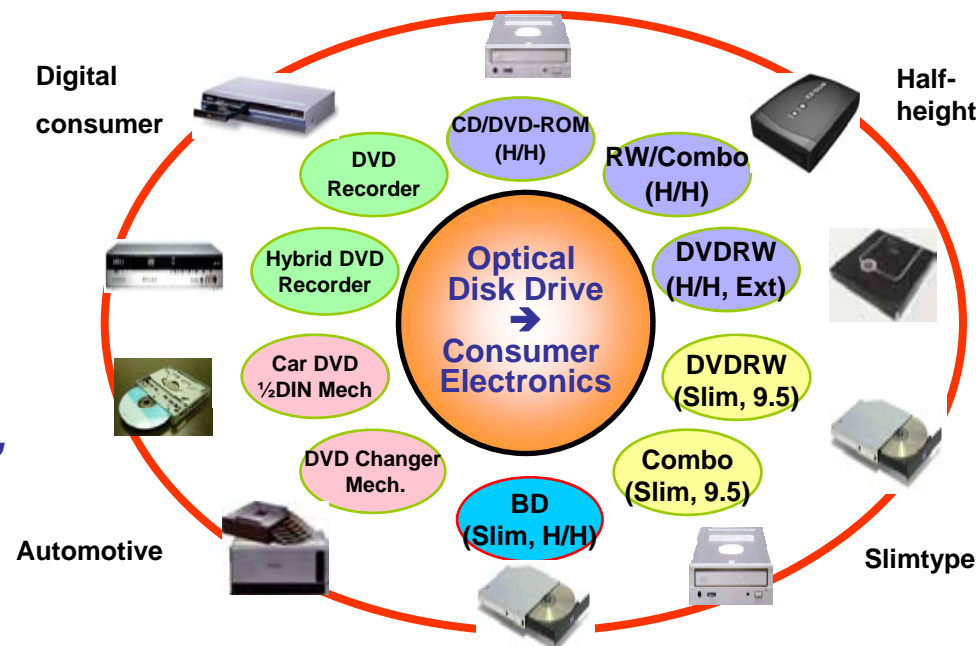 Digital
consumer
Half-
height
CD/DVD-ROM
(H/H)
DVD
Recorder
RW/Combo
(H/H)
Hybrid DVD
Recorder
Optical
Disk Drive
➔
Consumer
Electronics
DVDRW
(H/H, Ext)
Car DVD
½DIN Mech
DVDRW
(Slim, 9.5)
DVD Changer
Mech.
Combo
(Slim, 9.5)
BD
(Slim, H/H)
Automotive
Slimtype